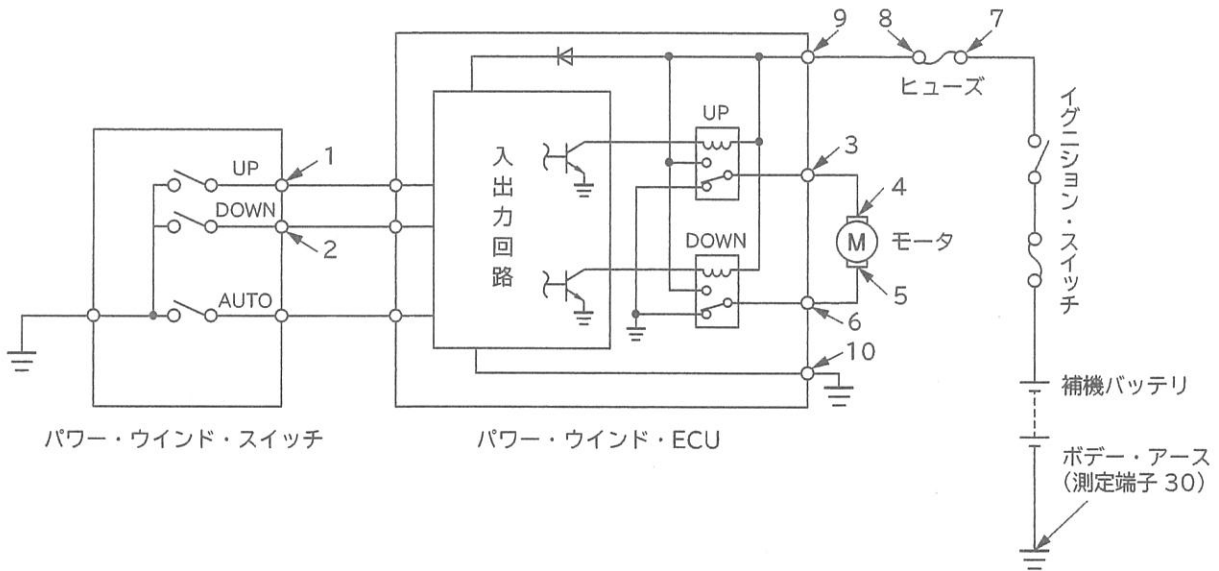 9
8
7
ヒューズ
イグニション・スイッチ
UP
3
入出力回路
UP
1
4
DOWN
2
M モータ
DOWN
5
AUTO
6
10
補機バッテリ
パワー・ウインド・スイッチ
パワー・ウインド・ECU
ボデー・アース
(測定端子 30)